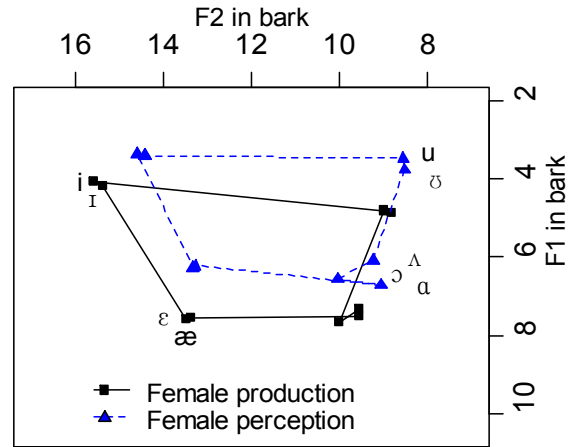 F2 in bark
16 14 12 10 8
2
4
6
8
10
F1 in bark
u
i
ʊ
ɪ
ʌ
ɔ
ɑ
ɛ
æ
Female production
Female perception